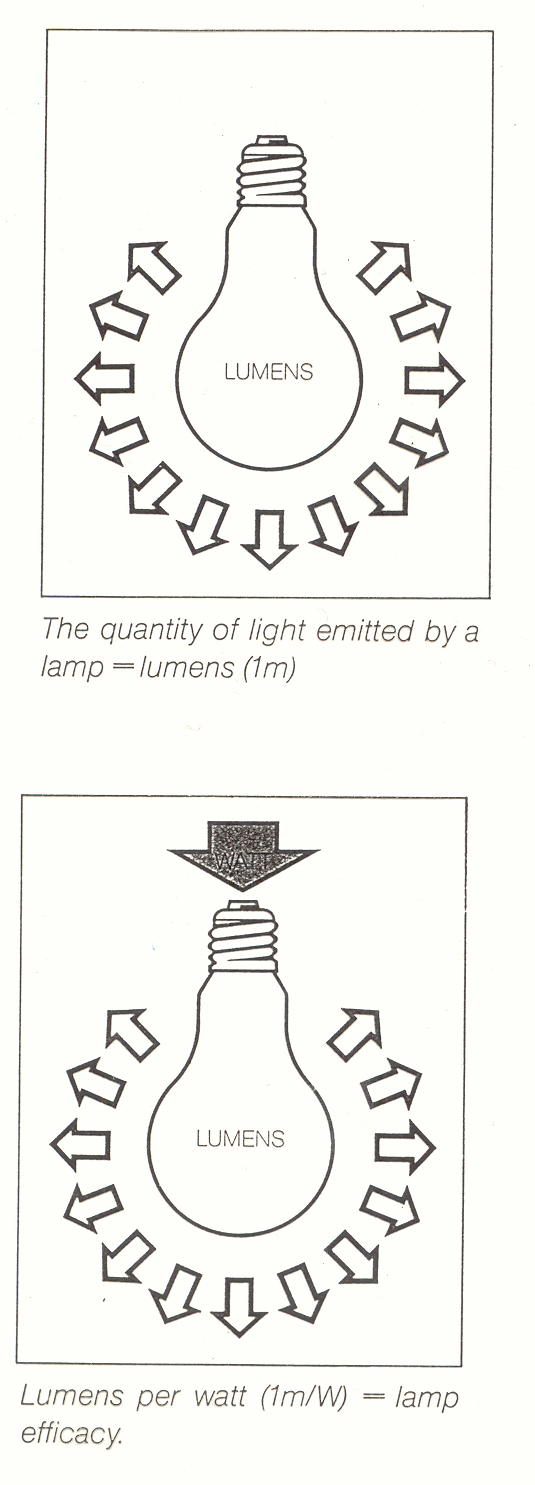 LUMENS
The quantity of light emitted by a
lamp = lumens (1m)
WATT
LUMENS
Lumens per watt (1m/W) = lamp
efficacy.